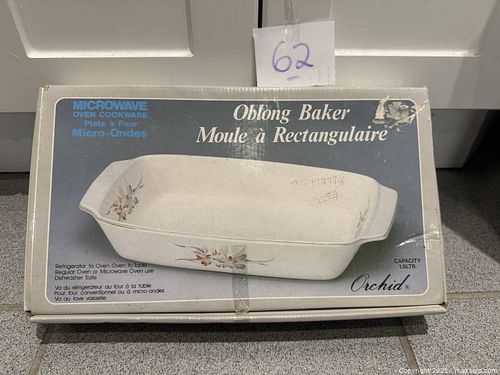 62
MICROWAVE
OVEN COOKWARE
Plats à Four
Micro-Ondes
Oblong Baker
Moule à Rectangulaire
Refrigerator to Oven-Oven to table
Regular Oven or Microwave Oven use
Dishwasher Safe
Va du réfrigerateur au four à la table
Pour four conventionnel ou à micro-ondes
Va au lave vaisselle
CAPACITY
1.5LTR.
Orchid®